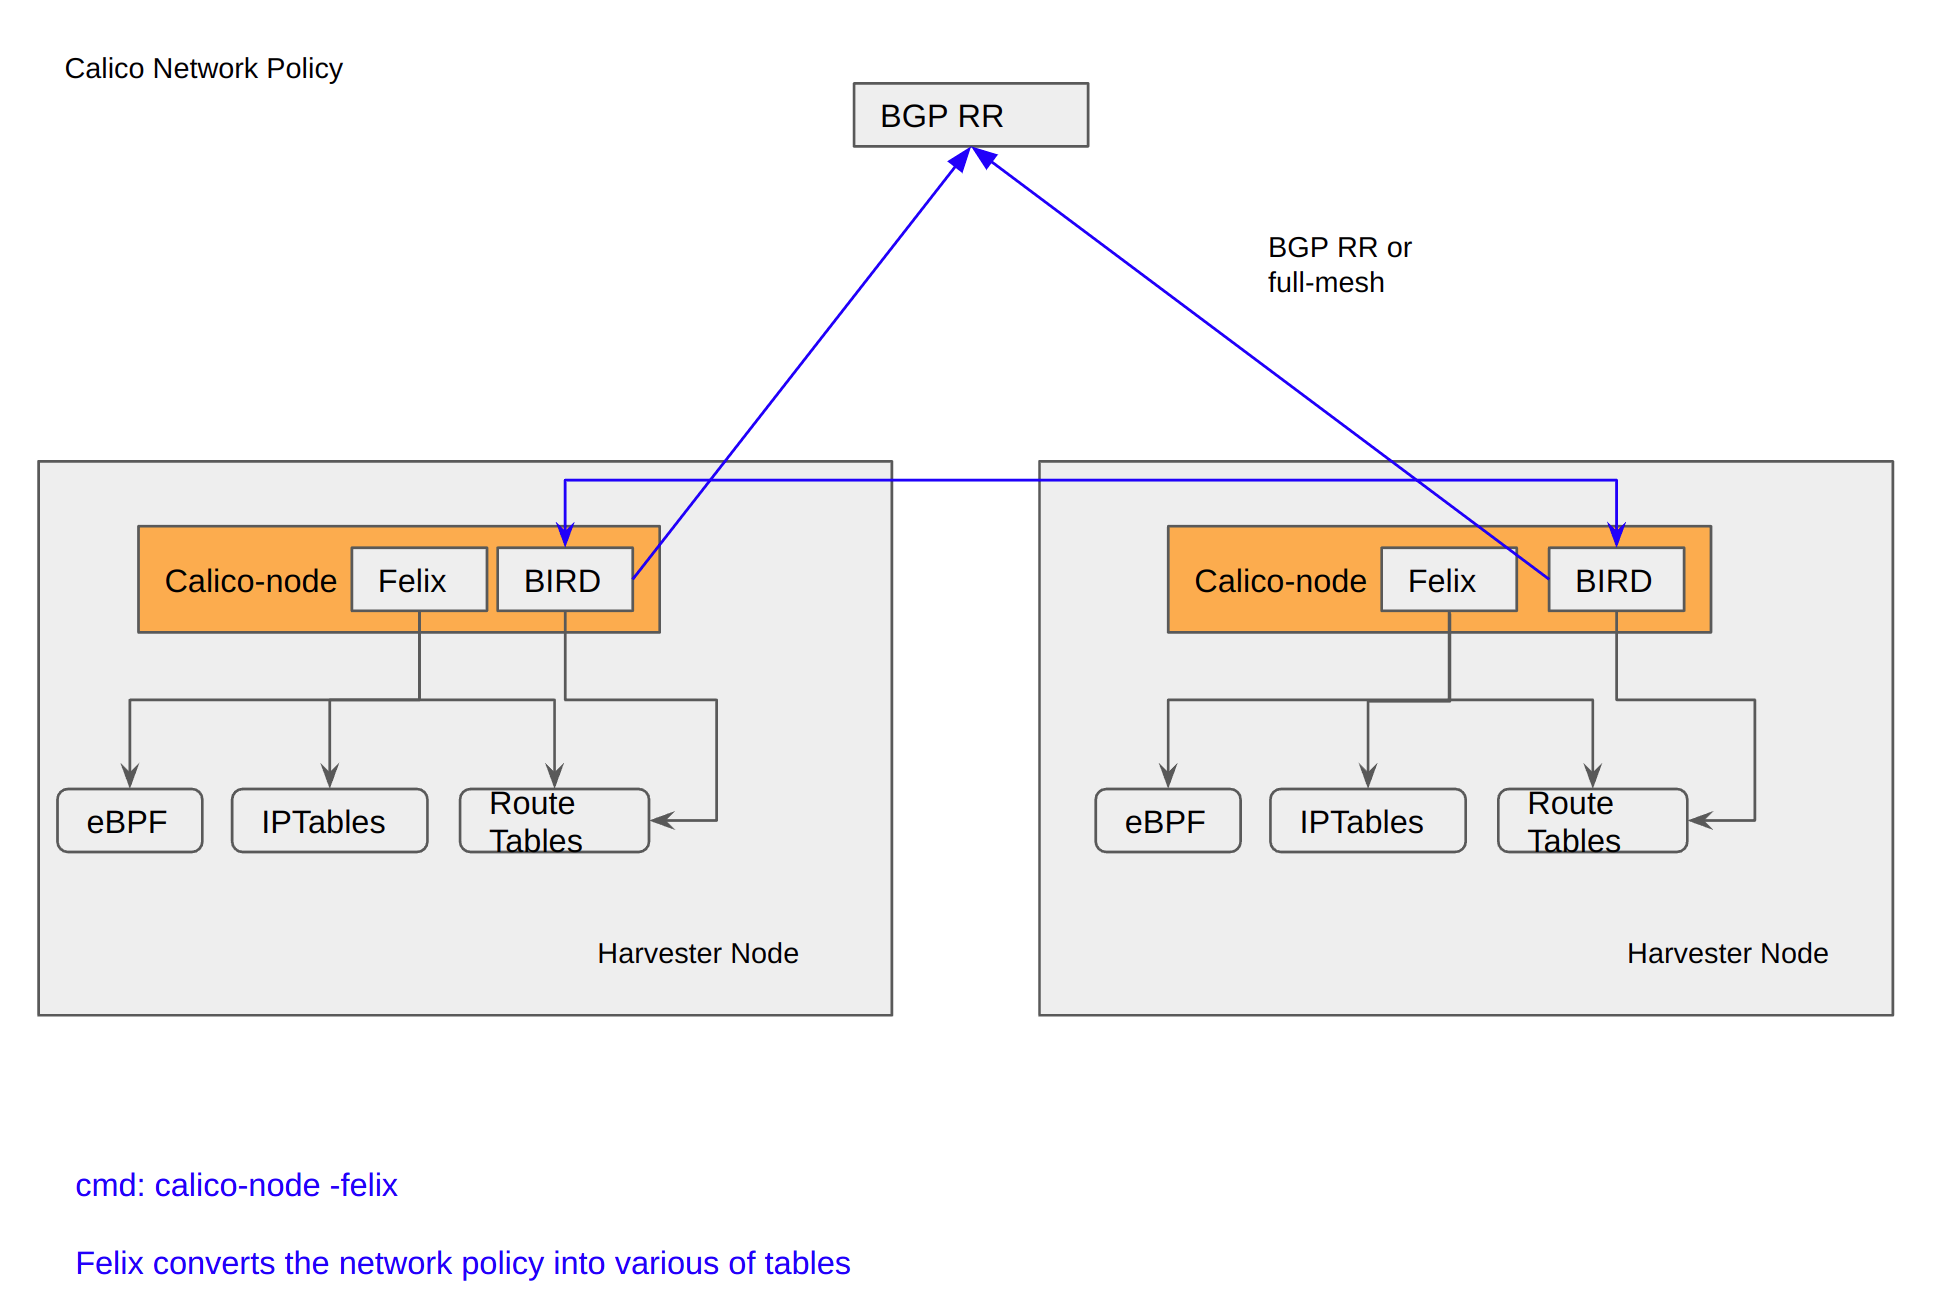 Calico Network Policy
BGP RR
BGP RR or
full-mesh
Calico-node
Felix
BIRD
Calico-node
Felix
BIRD
eBPF
IPTables
Route
Tables
eBPF
IPTables
Route
Tables
Harvester Node
Harvester Node
cmd: calico-node -felix
Felix converts the network policy into various of tables